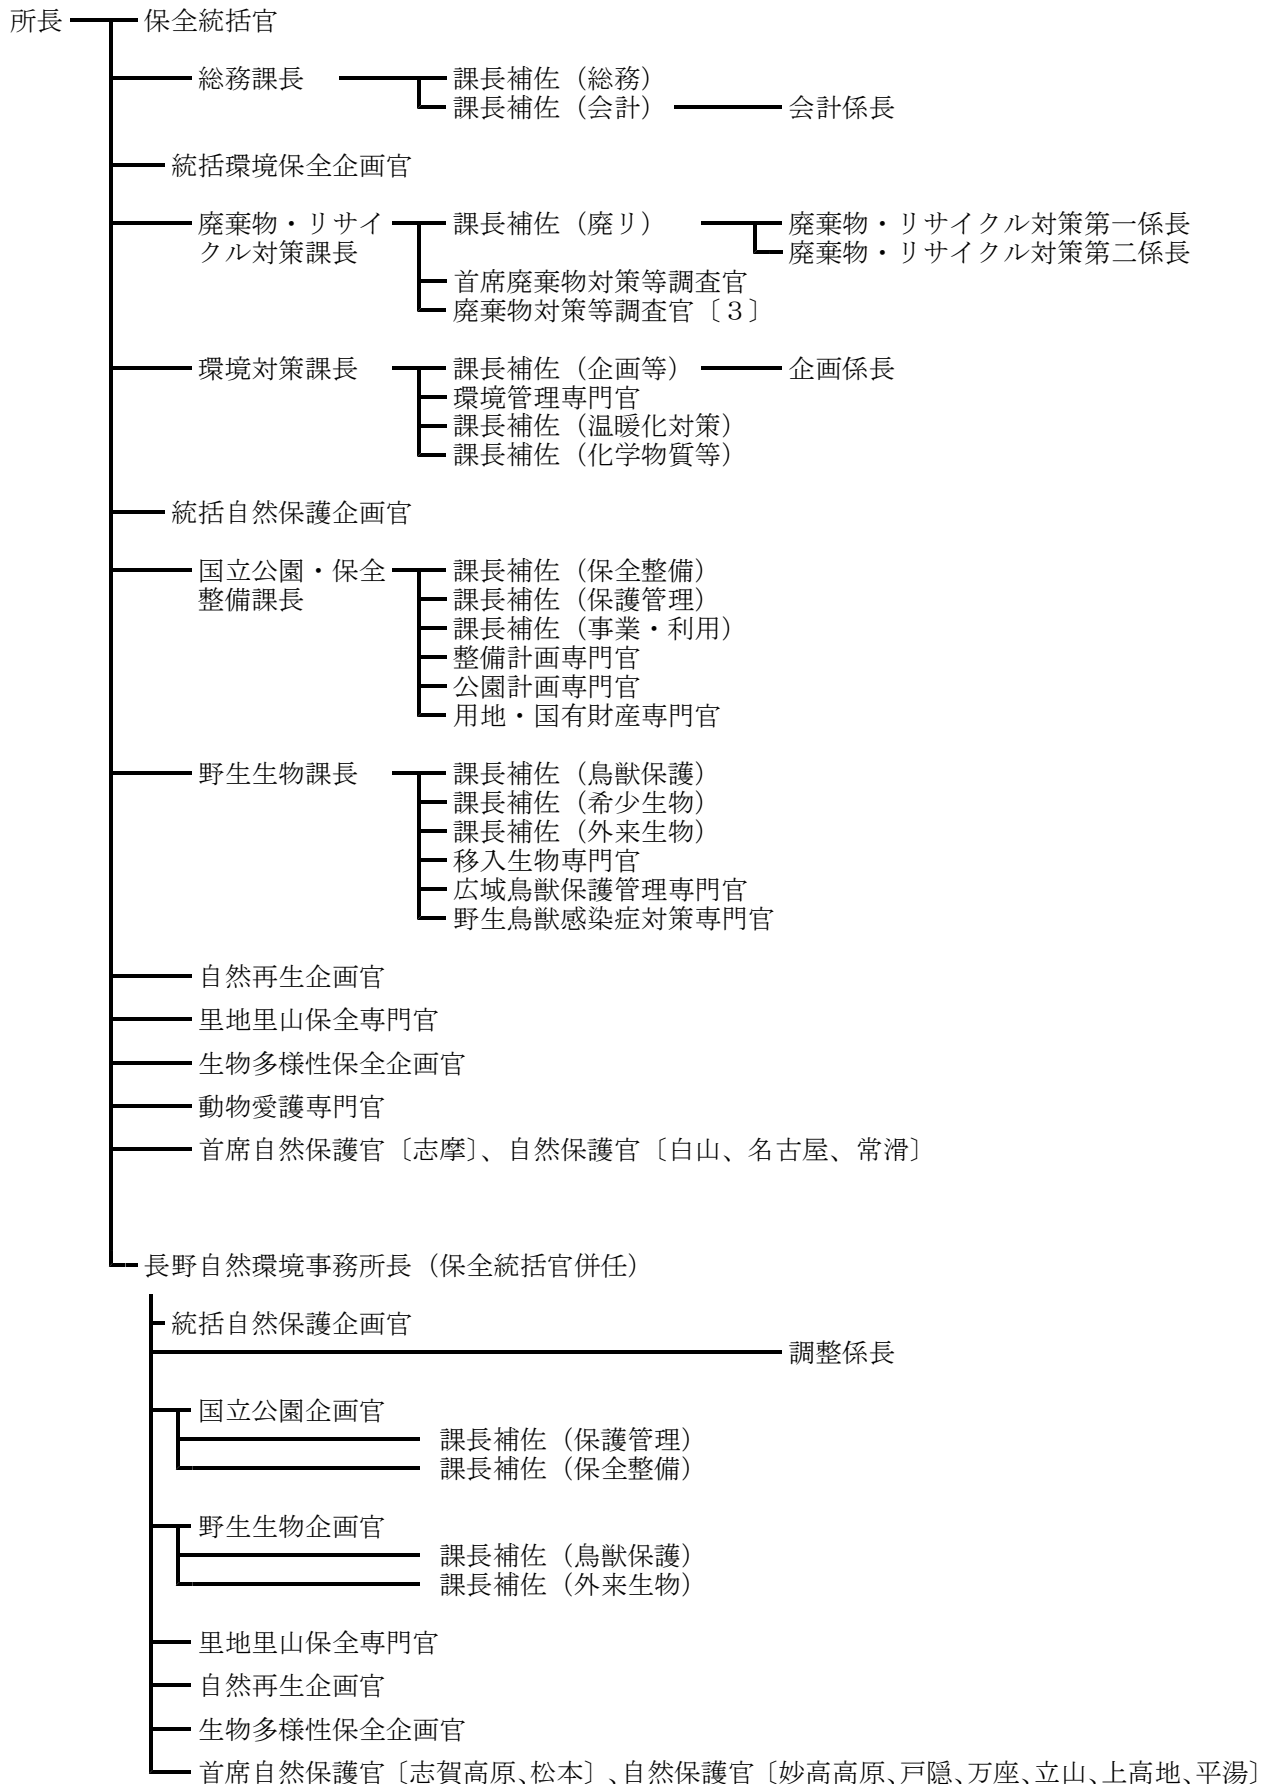 所長 保全統括官
総務課長 課長補佐（総務）
課長補佐（会計） 会計係長
統括環境保全企画官
廃棄物・リサイ 課長補佐（廃リ） 廃棄物・リサイクル対策第一係長
クル対策課長 廃棄物・リサイクル対策第二係長
首席廃棄物対策等調査官
廃棄物対策等調査官〔３〕
環境対策課長 課長補佐（企画等） 企画係長
環境管理専門官
課長補佐（温暖化対策）
課長補佐（化学物質等）
統括自然保護企画官
国立公園・保全 課長補佐（保全整備）
整備課長 課長補佐（保護管理）
課長補佐（事業・利用）
整備計画専門官
公園計画専門官
用地・国有財産専門官
野生生物課長 課長補佐（鳥獣保護）
課長補佐（希少生物）
課長補佐（外来生物）
移入生物専門官
広域鳥獣保護管理専門官
野生鳥獣感染症対策専門官
自然再生企画官
里地里山保全専門官
生物多様性保全企画官
動物愛護専門官
首席自然保護官〔志摩〕、自然保護官〔白山、名古屋、常滑〕
長野自然環境事務所長（保全統括官併任）
統括自然保護企画官
調整係長
国立公園企画官
課長補佐（保護管理）
課長補佐（保全整備）
野生生物企画官
課長補佐（鳥獣保護）
課長補佐（外来生物）
里地里山保全専門官
自然再生企画官
生物多様性保全企画官
首席自然保護官〔志賀高原、松本〕、自然保護官〔妙高高原、戸隠、万座、立山、上高地、平湯〕